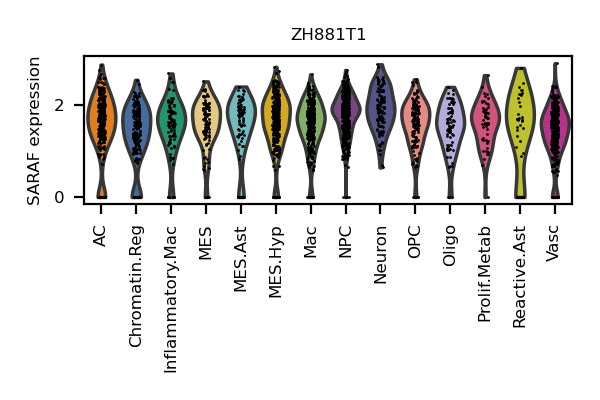 ZH881T1
SARAF expression
2
0
AC
Chromatin.Reg
Inflammatory.Mac
MES
MES.Ast
MES.Hyp
Mac
NPC
Neuron
OPC
Oligo
Prolif.Metab
Reactive.Ast
Vasc